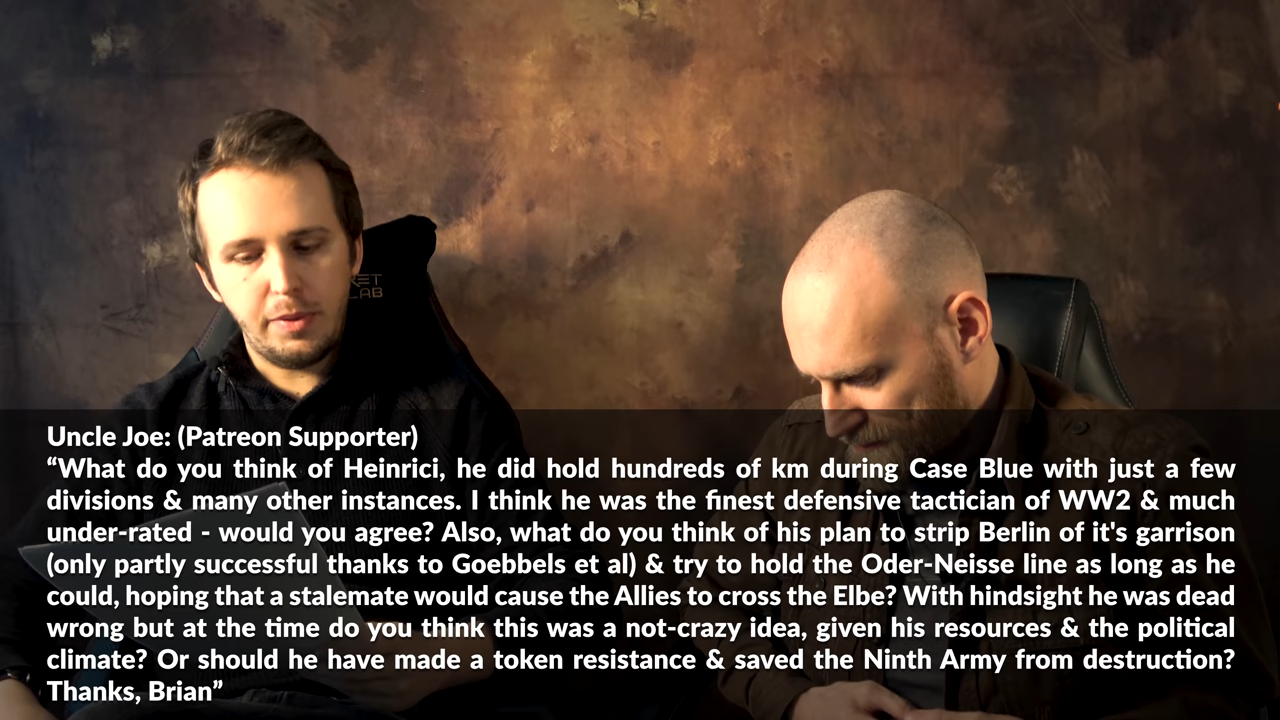 KET
LAB
Uncle Joe: (Patreon Supporter)
“What do you think of Heinrici, he did hold hundreds of km during Case Blue with just a few
divisions & many other instances. I think he was the finest defensive tactician of WW2 & much
under-rated - would you agree? Also, what do you think of his plan to strip Berlin of it's garrison
(only partly successful thanks to Goebbels et al) & try to hold the Oder-Neisse line as long as he
could, hoping that a stalemate would cause the Allies to cross the Elbe? With hindsight he was dead
wrong but at the time do you think this was a not-crazy idea, given his resources & the political
climate? Or should he have made a token resistance & saved the Ninth Army from destruction?
Thanks, Brian”